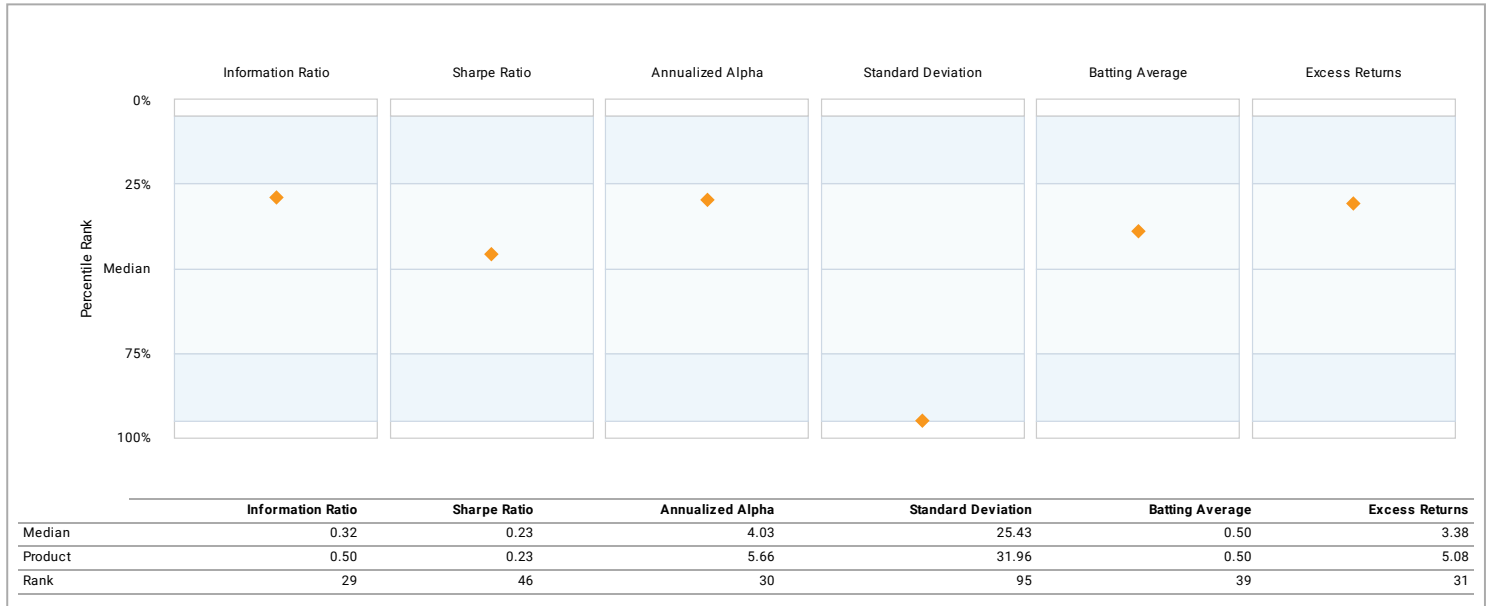 Information Ratio Sharpe Ratio Annualized Alpha Standard Deviation Batting Average Excess Returns
0%
25%
Median
75%
100%
Percentile Rank
Information Ratio Sharpe Ratio Annualized Alpha Standard Deviation Batting Average Excess Returns
Median 0.32 0.23 4.03 25.43 0.50 3.38
Product 0.50 0.23 5.66 31.96 0.50 5.08
Rank 29 46 30 95 39 31